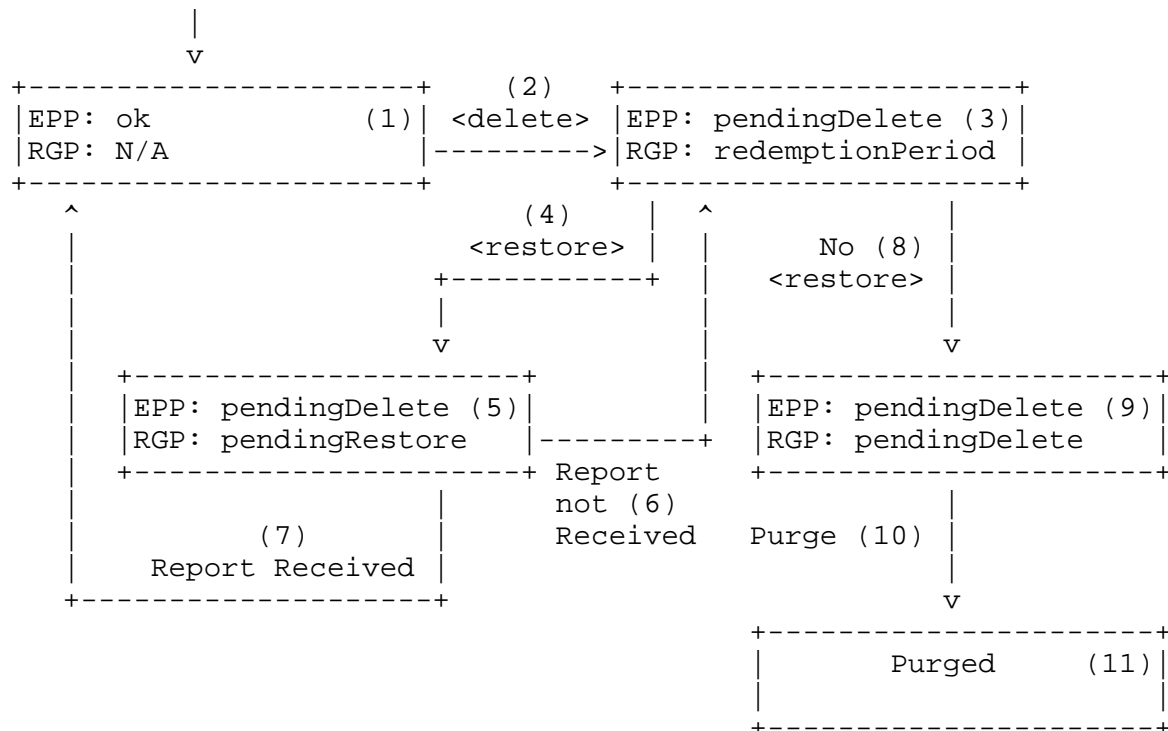 (2)
EPP: ok (1) <delete> EPP: pendingDelete (3)
RGP: N/A RGP: redemptionPeriod
(4)
<restore> No (8)
<restore>
EPP: pendingDelete (5) EPP: pendingDelete (9)
RGP: pendingRestore RGP: pendingDelete
Report
not (6)
(7) Received Purge (10)
Report Received
Purged (11)